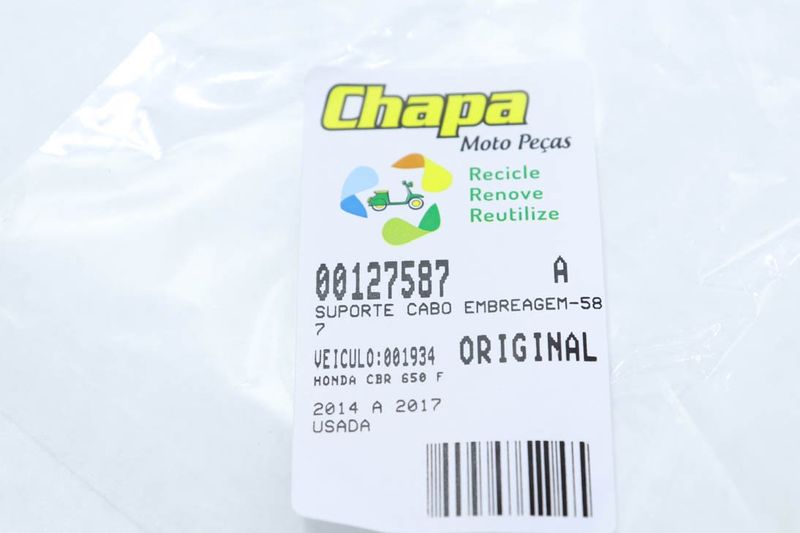 Chapa
Moto Peças
Recicle
Renove
Reutilize
00127587 A
SUPORTE CABO EMBREAGEM-58
7
VEICULO:001934 ORIGINAL
HONDA CBR 650 F
2014 A 2017
USADA